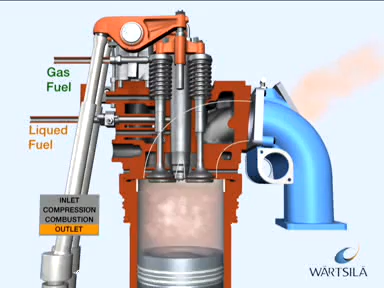 Gas
Fuel
Liqued
Fuel
INLET
COMPRESSION
COMBUSTION
OUTLET
WÄRTSILÄ